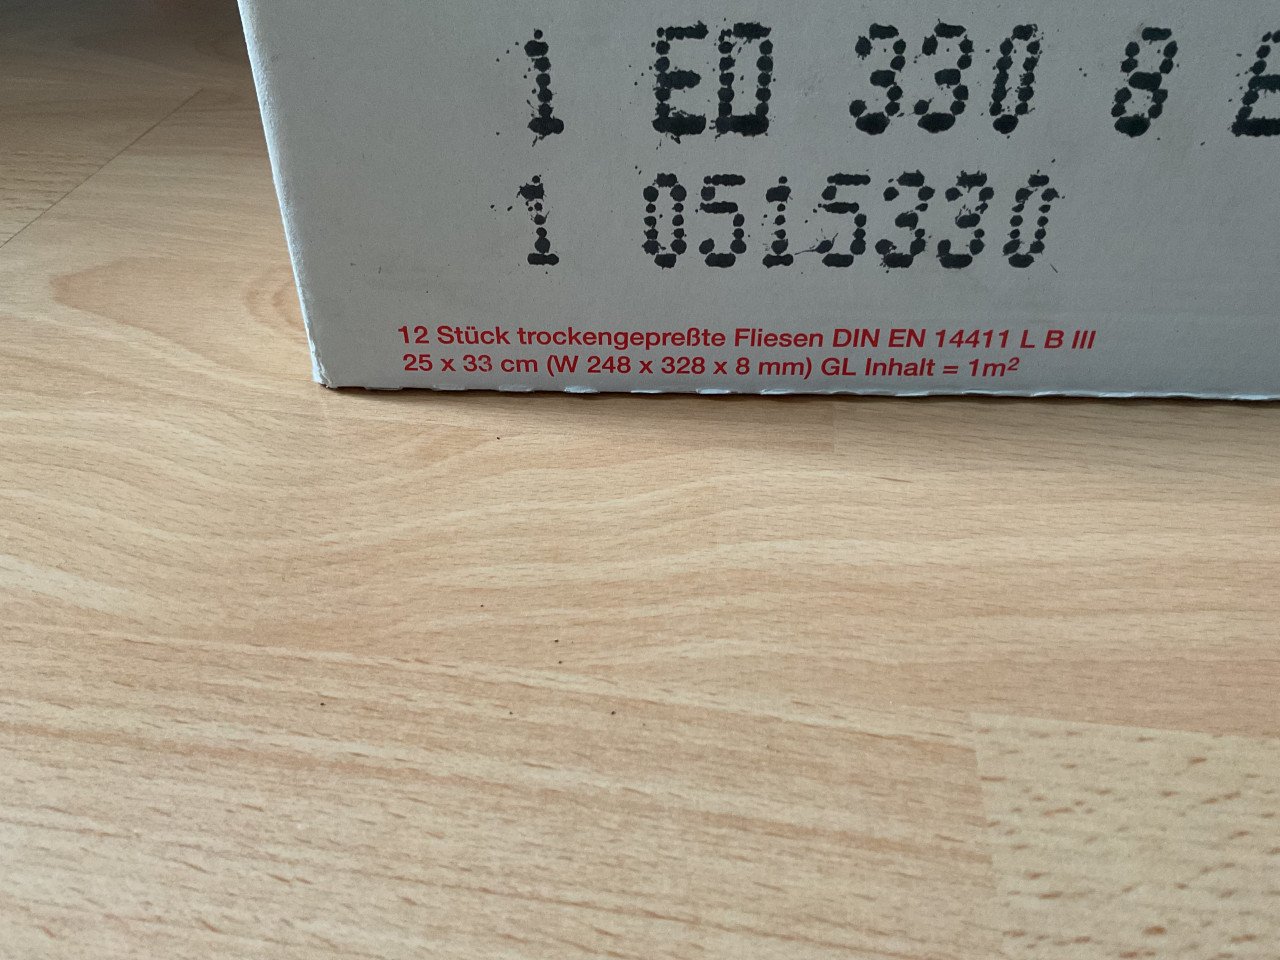 1 ED 330 8
1 0515330
12 Stück trockengepreßte Fliesen DIN EN 14411 L B III
25 x 33 cm (W 248 x 328 x 8 mm) GL Inhalt = 1m²